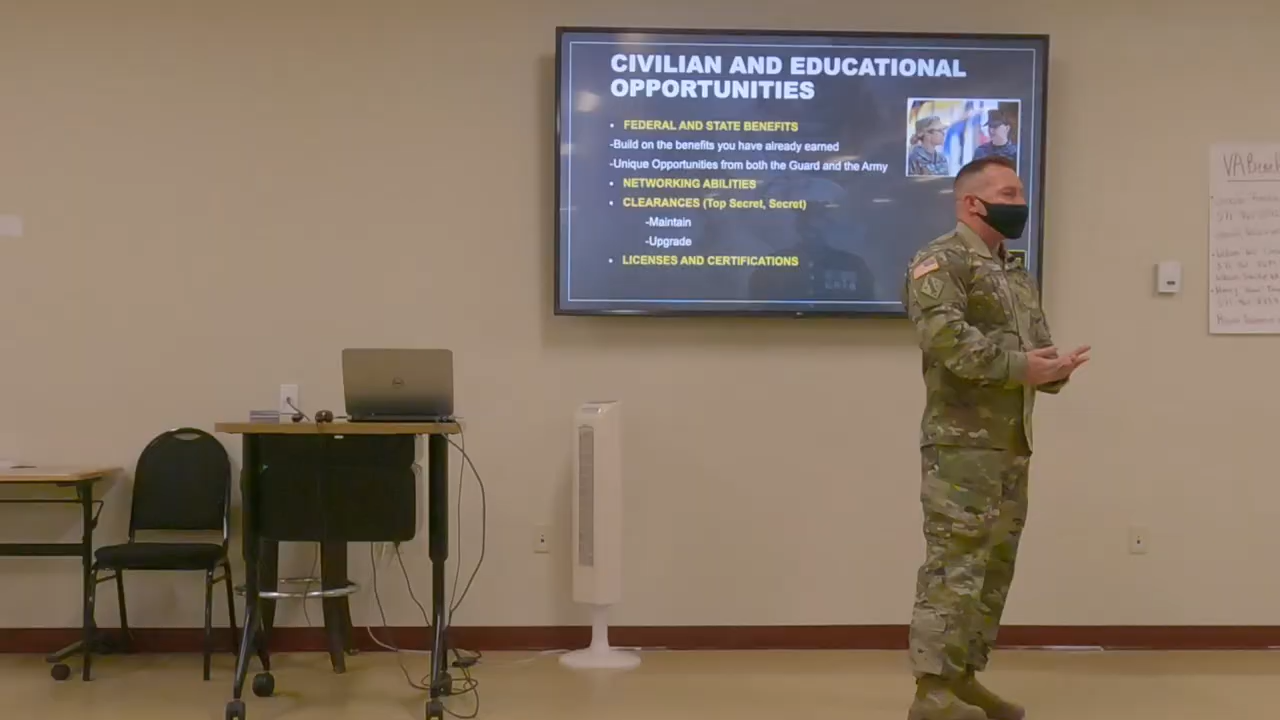 CIVILIAN AND EDUCATIONAL
OPPORTUNITIES
• FEDERAL AND STATE BENEFITS
-Build on the benefits you have already earned
-Unique Opportunities from both the Guard and the Army
• NETWORKING ABILITIES
• CLEARANCES (Top Secret, Secret)
-Maintain
-Upgrade
• LICENSES AND CERTIFICATIONS
VA